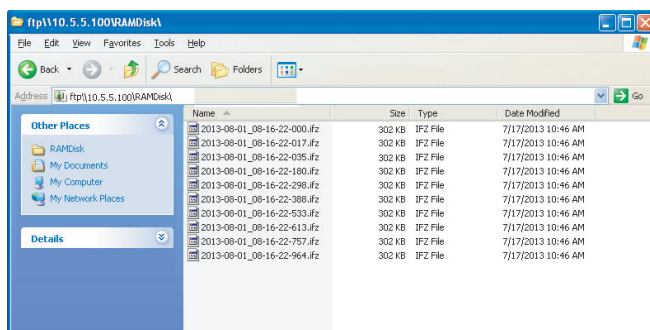 ftp\\10.5.5.100\RAMDisk\
File Edit View Favorites Tools Help
Back Search Folders
Address ftp\\10.5.5.100\RAMDisk\ Go
Name Size Type Date Modified
Other Places
RAMDisk
My Documents
My Computer
My Network Places
Details
2013-08-01_08-16-22-000.ifz 302 KB IFZ File 7/17/2013 10:46 AM
2013-08-01_08-16-22-017.ifz 302 KB IFZ File 7/17/2013 10:46 AM
2013-08-01_08-16-22-035.ifz 302 KB IFZ File 7/17/2013 10:46 AM
2013-08-01_08-16-22-180.ifz 302 KB IFZ File 7/17/2013 10:46 AM
2013-08-01_08-16-22-298.ifz 302 KB IFZ File 7/17/2013 10:46 AM
2013-08-01_08-16-22-388.ifz 302 KB IFZ File 7/17/2013 10:46 AM
2013-08-01_08-16-22-533.ifz 302 KB IFZ File 7/17/2013 10:46 AM
2013-08-01_08-16-22-613.ifz 302 KB IFZ File 7/17/2013 10:46 AM
2013-08-01_08-16-22-757.ifz 302 KB IFZ File 7/17/2013 10:46 AM
2013-08-01_08-16-22-964.ifz 302 KB IFZ File 7/17/2013 10:46 AM